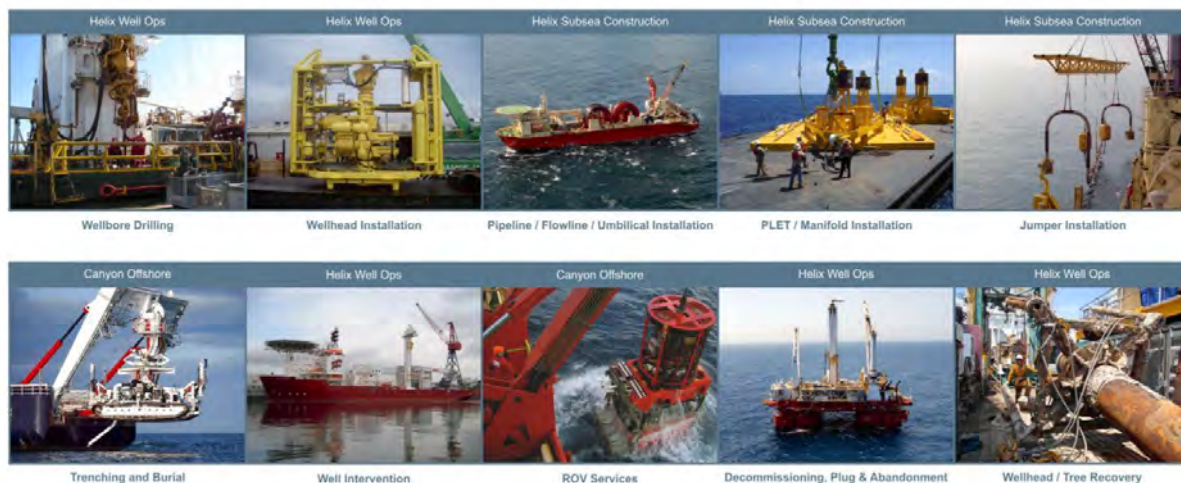 Helix Well Ops
Helix Well Ops
Helix Subsea Construction
Helix Subsea Construction
Helix Subsea Construction
Wellbore Drilling
Wellhead Installation
Pipeline / Flowline / Umbilical Installation
PLET / Manifold Installation
Jumper Installation
Canyon Offshore
Helix Well Ops
Canyon Offshore
Helix Well Ops
Helix Well Ops
Trenching and Burial
Well Intervention
ROV Services
Decommissioning, Plug & Abandonment
Wellhead / Tree Recovery